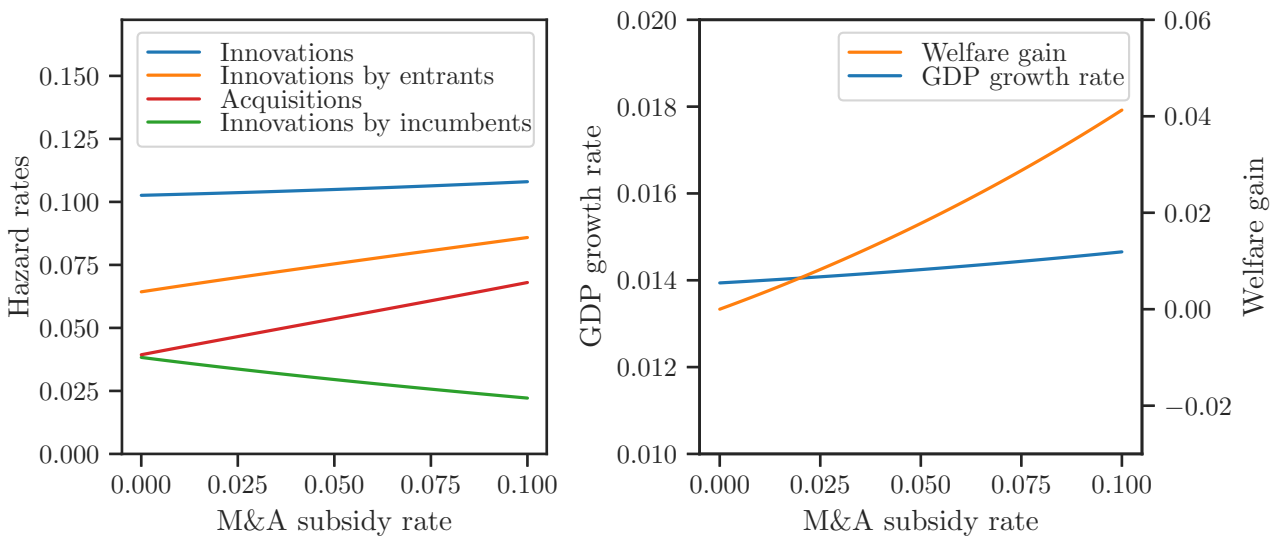 Innovations
Innovations by entrants
Acquisitions
Innovations by incumbents
Hazard rates
0.150
0.125
0.100
0.075
0.050
0.025
0.000
0.000 0.025 0.050 0.075 0.100
M&A subsidy rate
Welfare gain
GDP growth rate
GDP growth rate
0.020
0.018
0.016
0.014
0.012
0.010
0.06
0.04
0.02
0.00
−0.02
Welfare gain
0.000 0.025 0.050 0.075 0.100
M&A subsidy rate